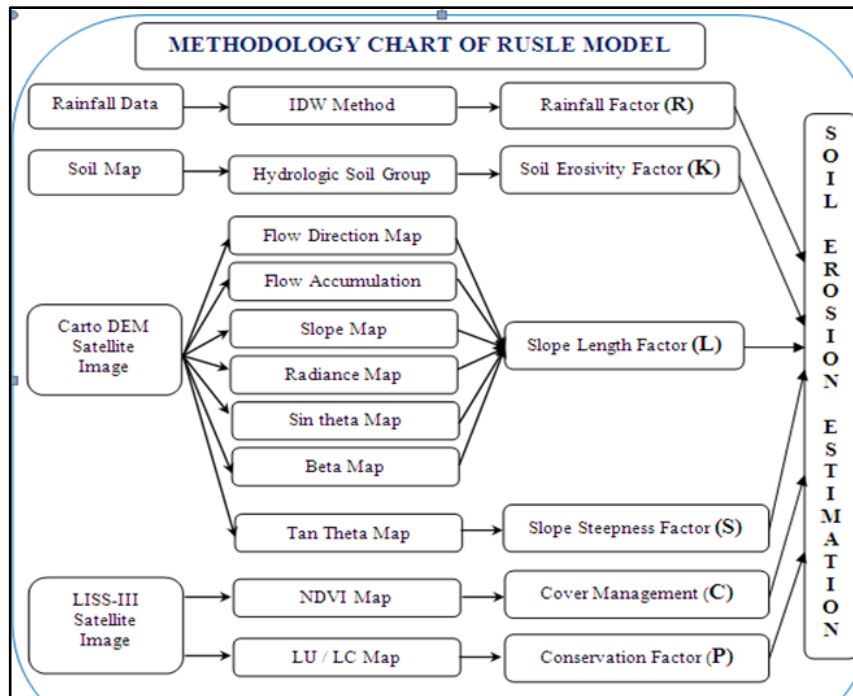 METHODOLOGY CHART OF RUSLE MODEL
Rainfall Data
IDW Method
Rainfall Factor (R)
Soil Map
Hydrologic Soil Group
Soil Erosivity Factor (K)
Flow Direction Map
Flow Accumulation
Carto DEM
Satellite
Image
Slope Map
Radiance Map
Sin theta Map
Beta Map
Slope Length Factor (L)
Tan Theta Map
Slope Steepness Factor (S)
LISS-III
Satellite
Image
NDVI Map
Cover Management (C)
LU / LC Map
Conservation Factor (P)
SOIL EROSION ESTIMATION